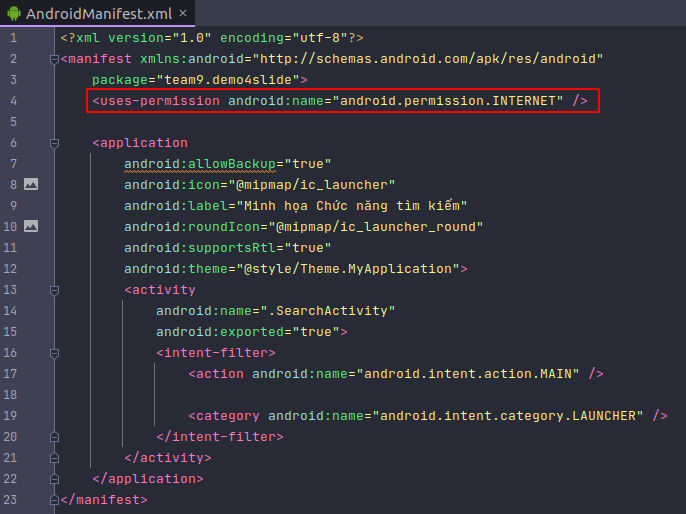 AndroidManifest.xml ×
1 <?xml version="1.0" encoding="utf-8"?>
2 <manifest xmlns:android="http://schemas.android.com/apk/res/android"
3 package="team9.demo4slide">
4 <uses-permission android:name="android.permission.INTERNET" />
5
6 <application
7 android:allowBackup="true"
8 android:icon="@mipmap/ic_launcher"
9 android:label="Minh họa Chức năng tìm kiếm"
10 android:roundIcon="@mipmap/ic_launcher_round"
11 android:supportsRtl="true"
12 android:theme="@style/Theme.MyApplication">
13 <activity
14 android:name=".SearchActivity"
15 android:exported="true">
16 <intent-filter>
17 <action android:name="android.intent.action.MAIN" />
18
19 <category android:name="android.intent.category.LAUNCHER" />
20 </intent-filter>
21 </activity>
22 </application>
23 </manifest>